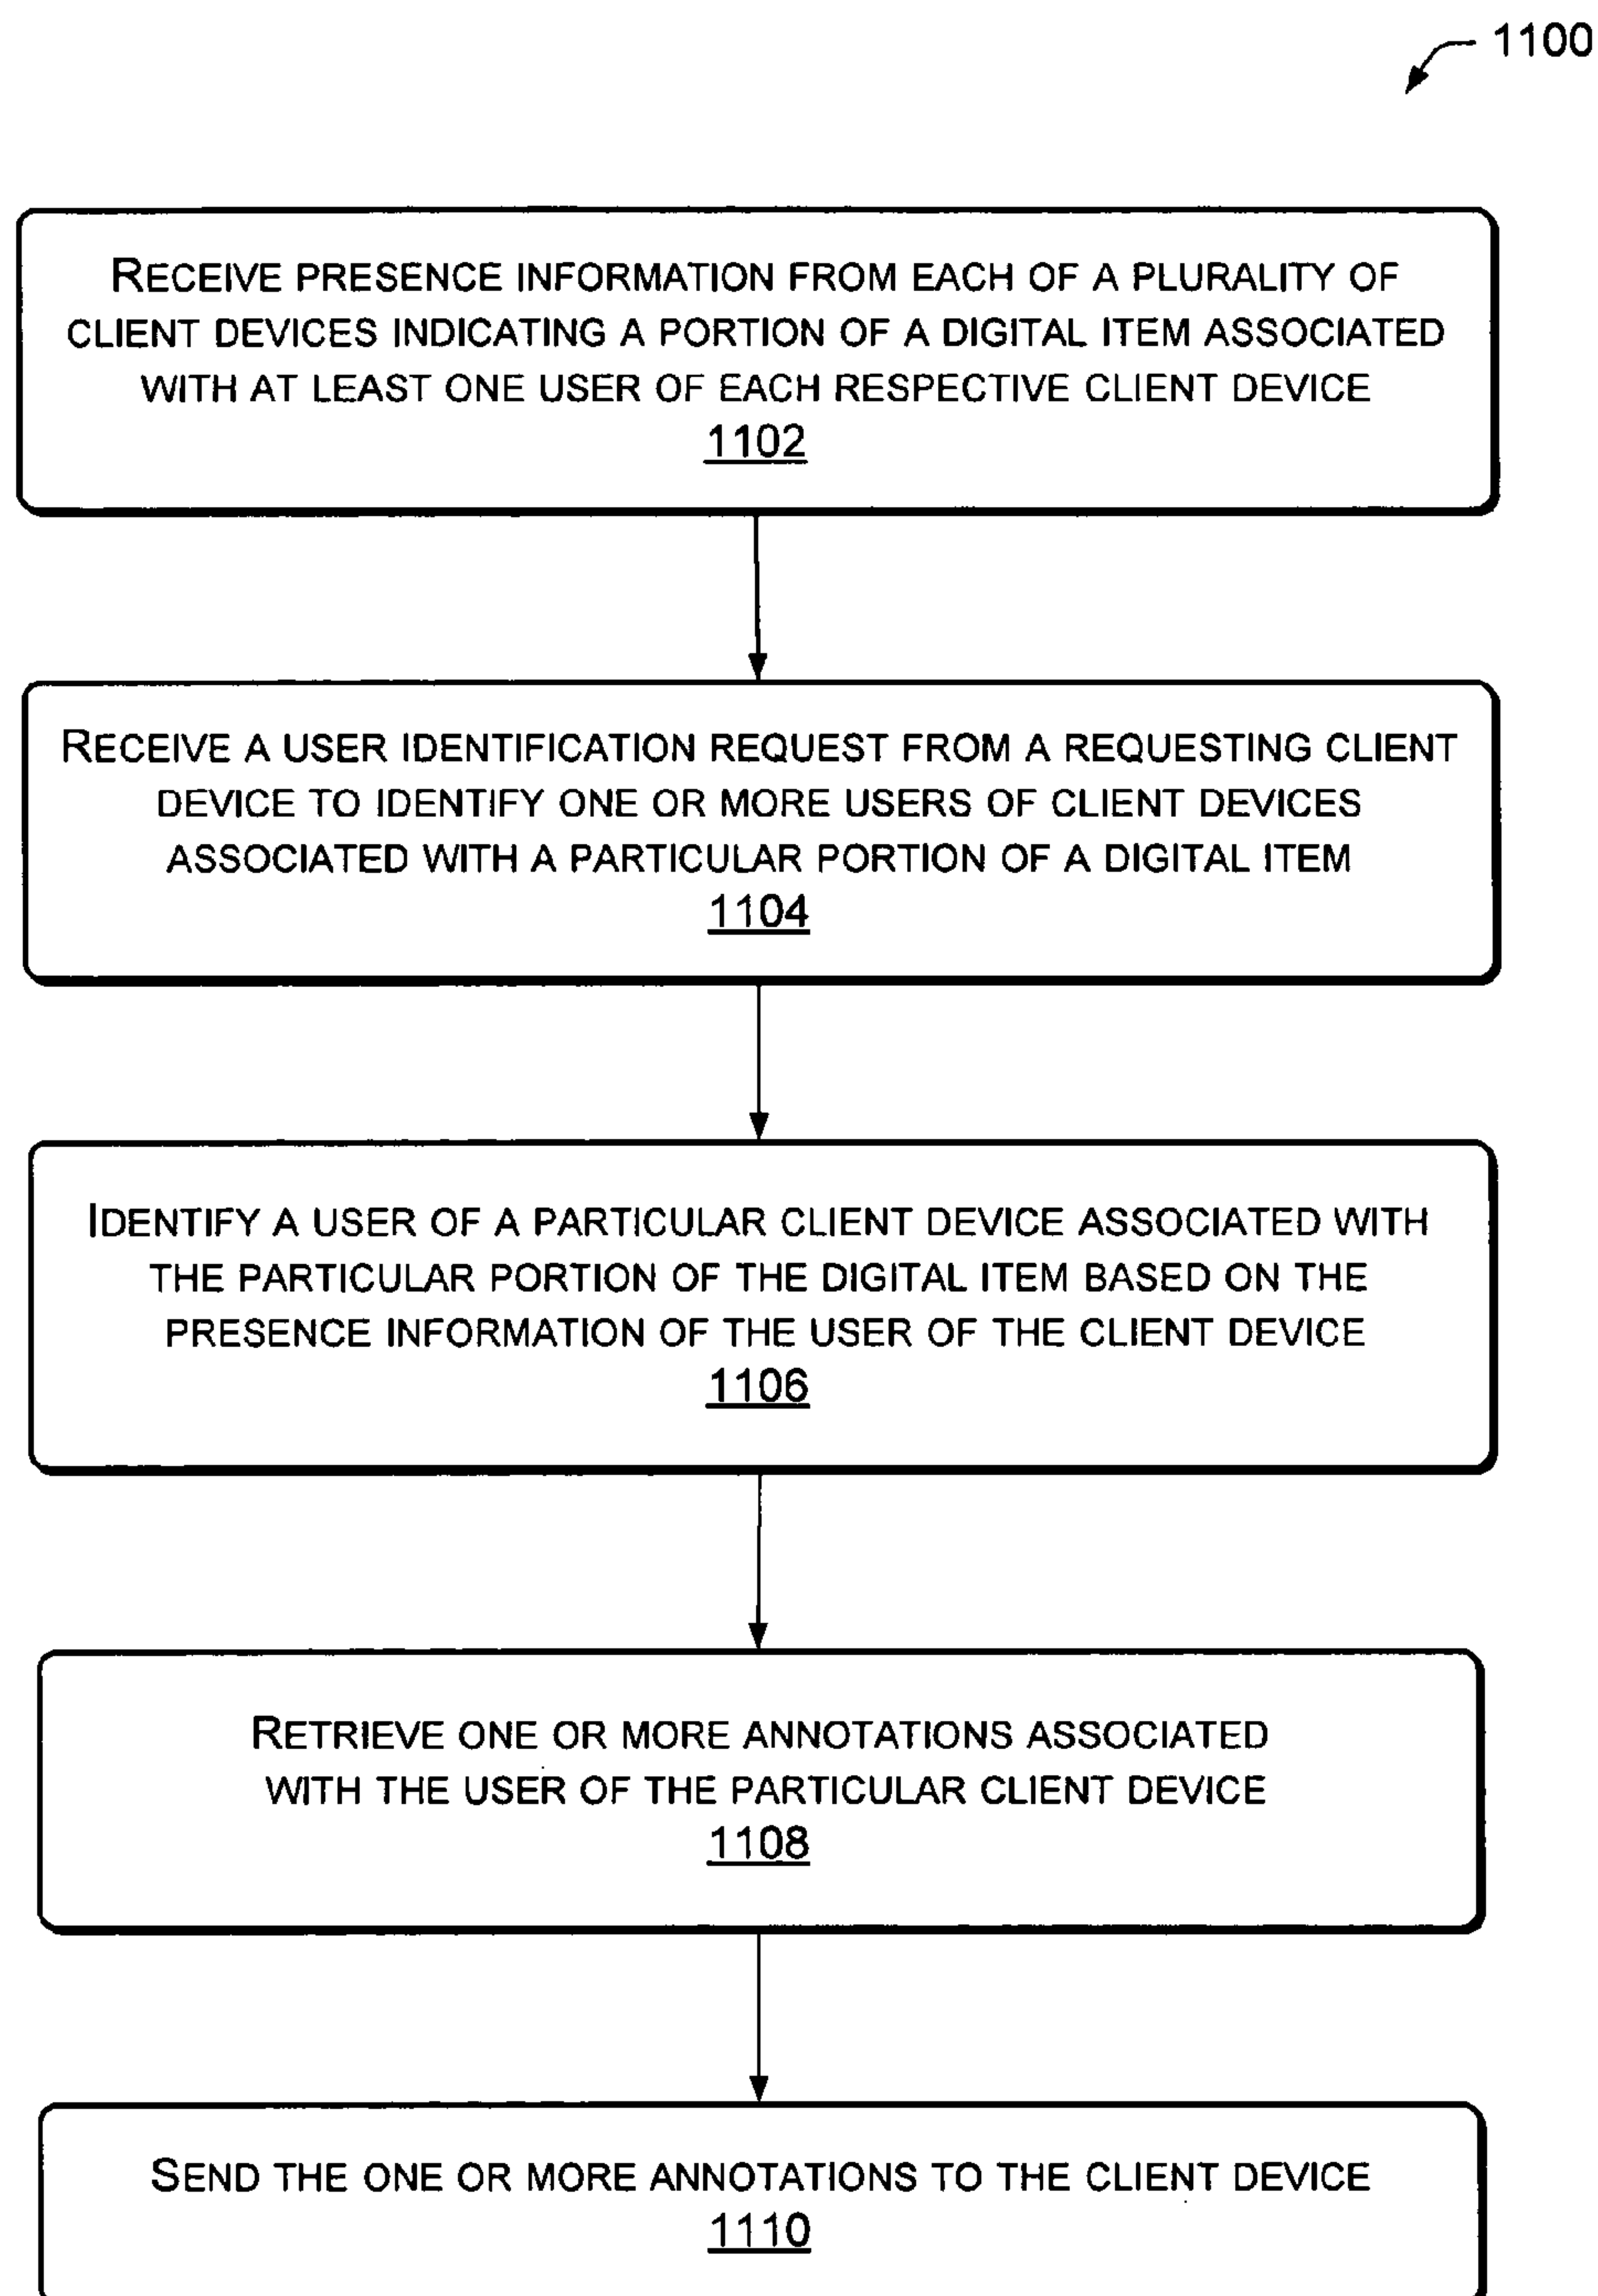 1100
RECEIVE PRESENCE INFORMATION FROM EACH OF A PLURALITY OF
CLIENT DEVICES INDICATING A PORTION OF A DIGITAL ITEM ASSOCIATED
WITH AT LEAST ONE USER OF EACH RESPECTIVE CLIENT DEVICE
1102
RECEIVE A USER IDENTIFICATION REQUEST FROM A REQUESTING CLIENT
DEVICE TO IDENTIFY ONE OR MORE USERS OF CLIENT DEVICES
ASSOCIATED WITH A PARTICULAR PORTION OF A DIGITAL ITEM
1104
IDENTIFY A USER OF A PARTICULAR CLIENT DEVICE ASSOCIATED WITH
THE PARTICULAR PORTION OF THE DIGITAL ITEM BASED ON THE
PRESENCE INFORMATION OF THE USER OF THE CLIENT DEVICE
1106
RETRIEVE ONE OR MORE ANNOTATIONS ASSOCIATED
WITH THE USER OF THE PARTICULAR CLIENT DEVICE
1108
SEND THE ONE OR MORE ANNOTATIONS TO THE CLIENT DEVICE
1110